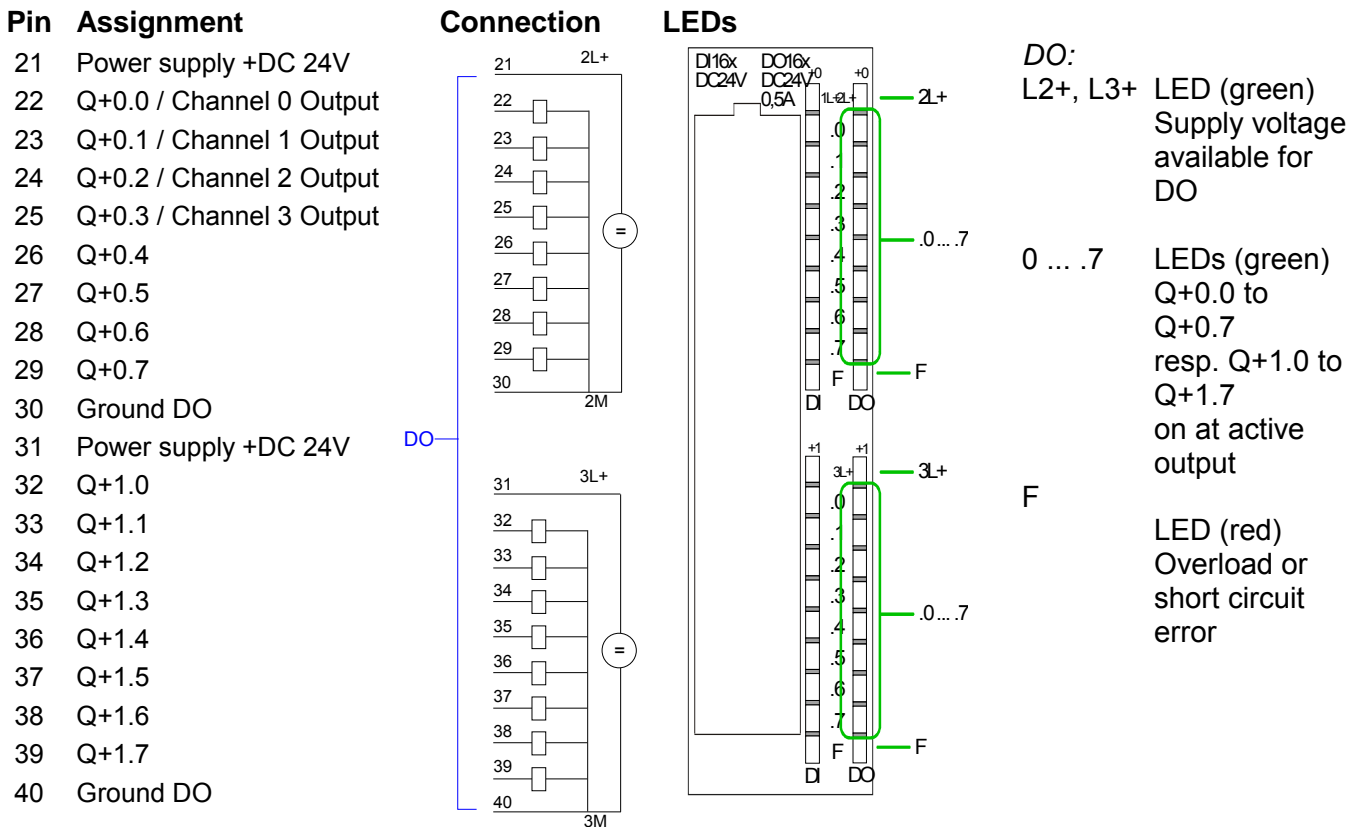 Pin Assignment Connection LEDs
21 Power supply +DC 24V
22 Q+0.0 / Channel 0 Output
23 Q+0.1 / Channel 1 Output
24 Q+0.2 / Channel 2 Output
25 Q+0.3 / Channel 3 Output
26 Q+0.4
27 Q+0.5
28 Q+0.6
29 Q+0.7
30 Ground DO
31 Power supply +DC 24V
32 Q+1.0
33 Q+1.1
34 Q+1.2
35 Q+1.3
36 Q+1.4
37 Q+1.5
38 Q+1.6
39 Q+1.7
40 Ground DO
DO
21 2L+
22
23
24
25
=
26
27
28
29
30
2M
31 3L+
32
33
34
35
=
36
37
38
39
40
3M
DI16x DO16x
DC24V DC24V
0,5A
+0 +0
1L+ 2L+ 2L+
.0
.1
.2
.3
.0 ... .7
.4
.5
.6
.7
F F
DI DO
+1 +1
3L+ 3L+
.0
.1
.2
.3
.0 ... .7
.4
.5
.6
.7
F F
DI DO
DO:
L2+, L3+ LED (green)
Supply voltage
available for
DO
0 ... .7 LEDs (green)
Q+0.0 to
Q+0.7
resp. Q+1.0 to
Q+1.7
on at active
output
F
LED (red)
Overload or
short circuit
error